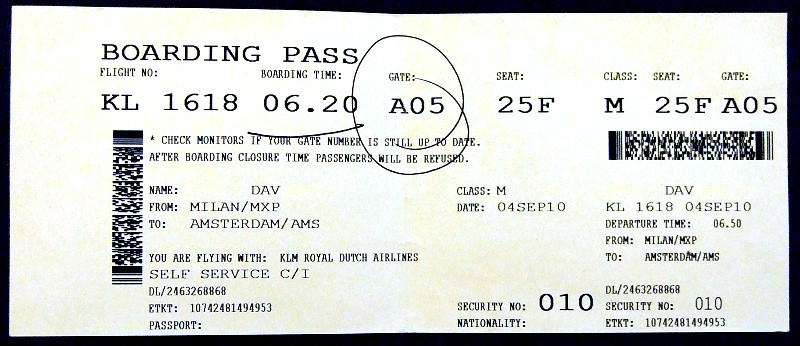 BOARDING PASS
FLIGHT NO: BOARDING TIME: GATE: SEAT: CLASS: SEAT: GATE:
KL 1618 06.20 A05 25F M 25F A05
* CHECK MONITORS IF YOUR GATE NUMBER IS STILL UP TO DATE.
AFTER BOARDING CLOSURE TIME PASSENGERS WILL BE REFUSED.
NAME: DAV CLASS: M DAV
FROM: MILAN/MXP DATE: 04SEP10 KL 1618 04SEP10
TO: AMSTERDAM/AMS DEPARTURE TIME: 06.50
FROM: MILAN/MXP
YOU ARE FLYING WITH: KLM ROYAL DUTCH AIRLINES TO: AMSTERDAM/AMS
SELF SERVICE C/I
DL/2463268868 DL/2463268868
ETKT: 10742481494953 SECURITY NO: 010 SECURITY NO: 010
PASSPORT: NATIONALITY: ETKT: 10742481494953